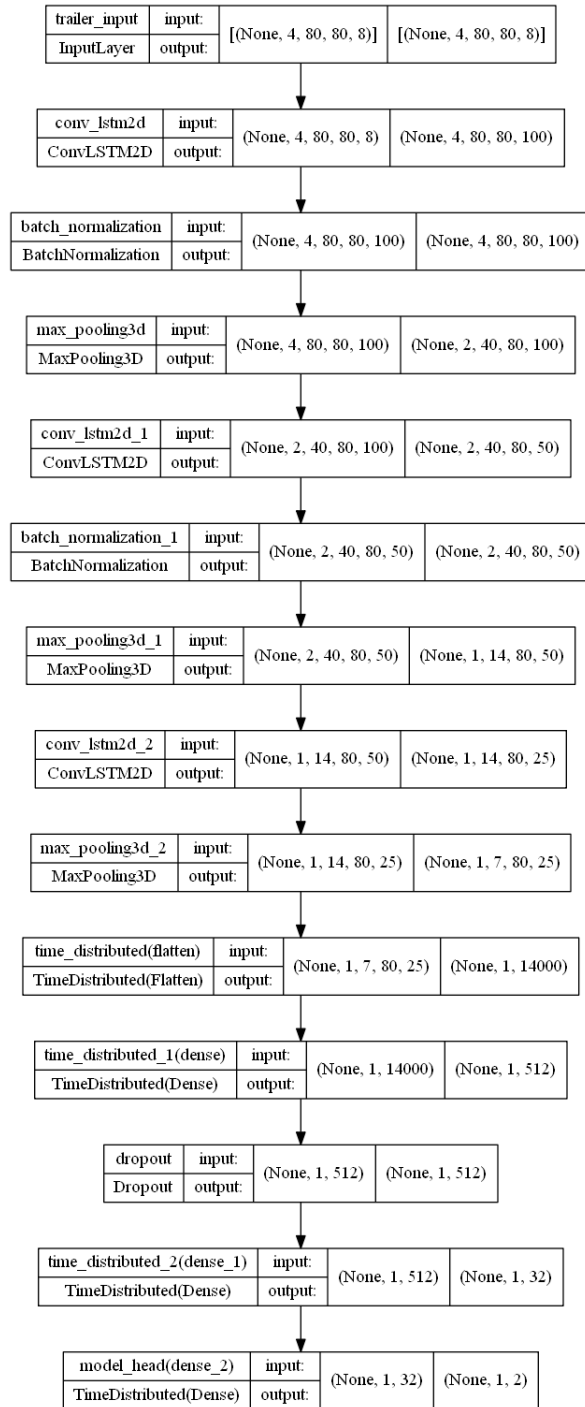 trailer_input input: [(None, 4, 80, 80, 8)] [(None, 4, 80, 80, 8)]
InputLayer output:
conv_lstm2d input: (None, 4, 80, 80, 8) (None, 4, 80, 80, 100)
ConvLSTM2D output:
batch_normalization input: (None, 4, 80, 80, 100) (None, 4, 80, 80, 100)
BatchNormalization output:
max_pooling3d input: (None, 4, 80, 80, 100) (None, 2, 40, 80, 100)
MaxPooling3D output:
conv_lstm2d_1 input: (None, 2, 40, 80, 100) (None, 2, 40, 80, 50)
ConvLSTM2D output:
batch_normalization_1 input: (None, 2, 40, 80, 50) (None, 2, 40, 80, 50)
BatchNormalization output:
max_pooling3d_1 input: (None, 2, 40, 80, 50) (None, 1, 14, 80, 50)
MaxPooling3D output:
conv_lstm2d_2 input: (None, 1, 14, 80, 50) (None, 1, 14, 80, 25)
ConvLSTM2D output:
max_pooling3d_2 input: (None, 1, 14, 80, 25) (None, 1, 7, 80, 25)
MaxPooling3D output:
time_distributed(flatten) input: (None, 1, 7, 80, 25) (None, 1, 14000)
TimeDistributed(Flatten) output:
time_distributed_1(dense) input: (None, 1, 14000) (None, 1, 512)
TimeDistributed(Dense) output:
dropout input: (None, 1, 512) (None, 1, 512)
Dropout output:
time_distributed_2(dense_1) input: (None, 1, 512) (None, 1, 32)
TimeDistributed(Dense) output:
model_head(dense_2) input: (None, 1, 32) (None, 1, 2)
TimeDistributed(Dense) output: